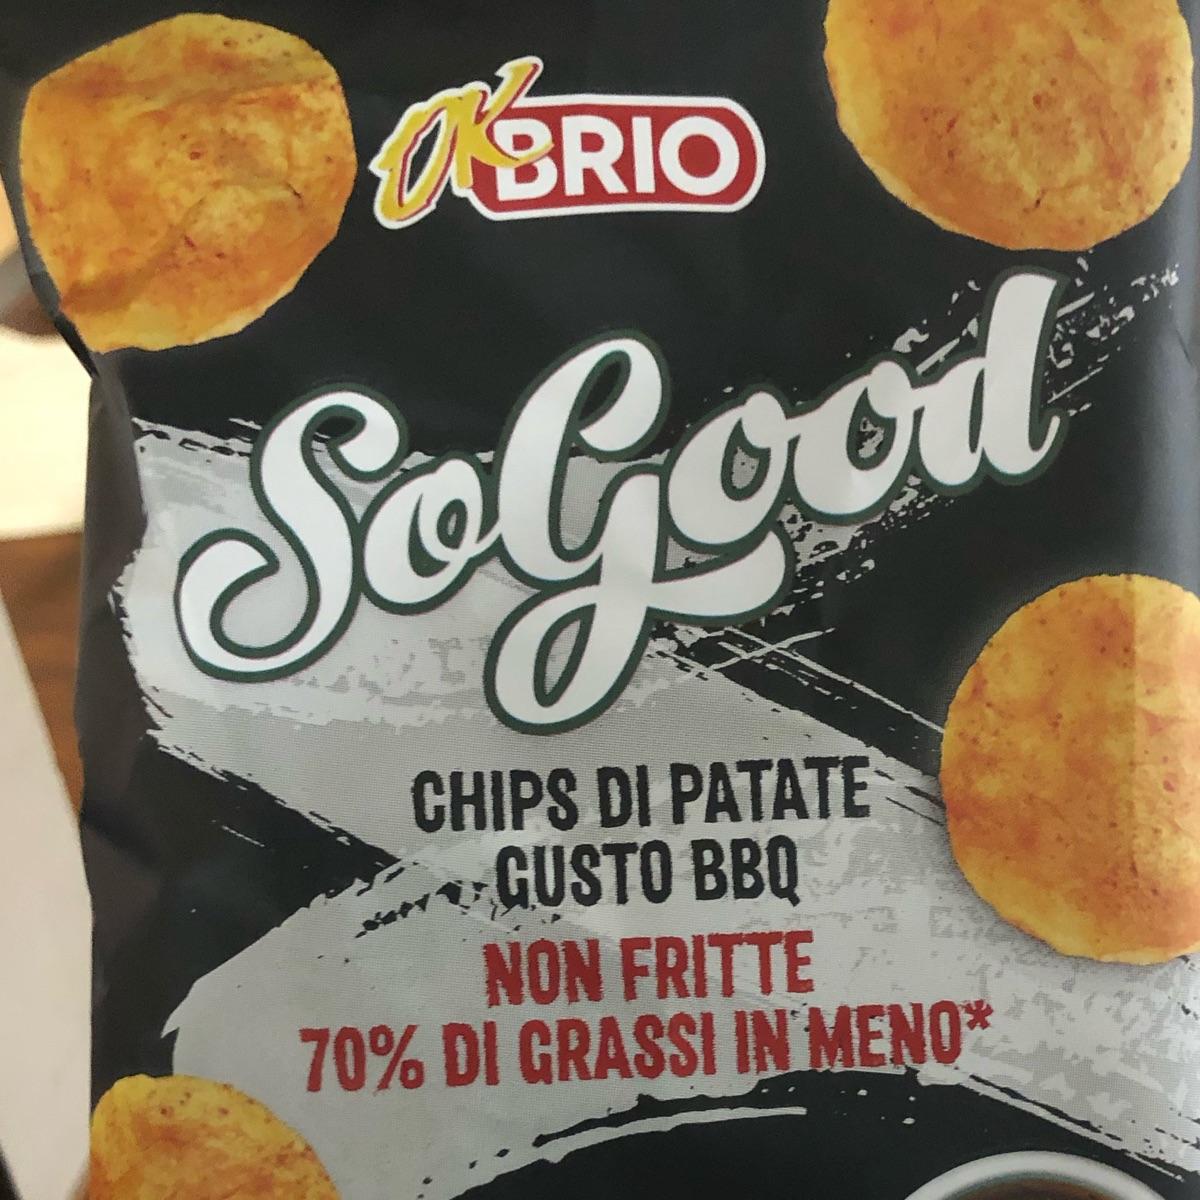 OK BRIO
SoGood
CHIPS DI PATATE
GUSTO BBQ
NON FRITTE
70% DI GRASSI IN MENO*